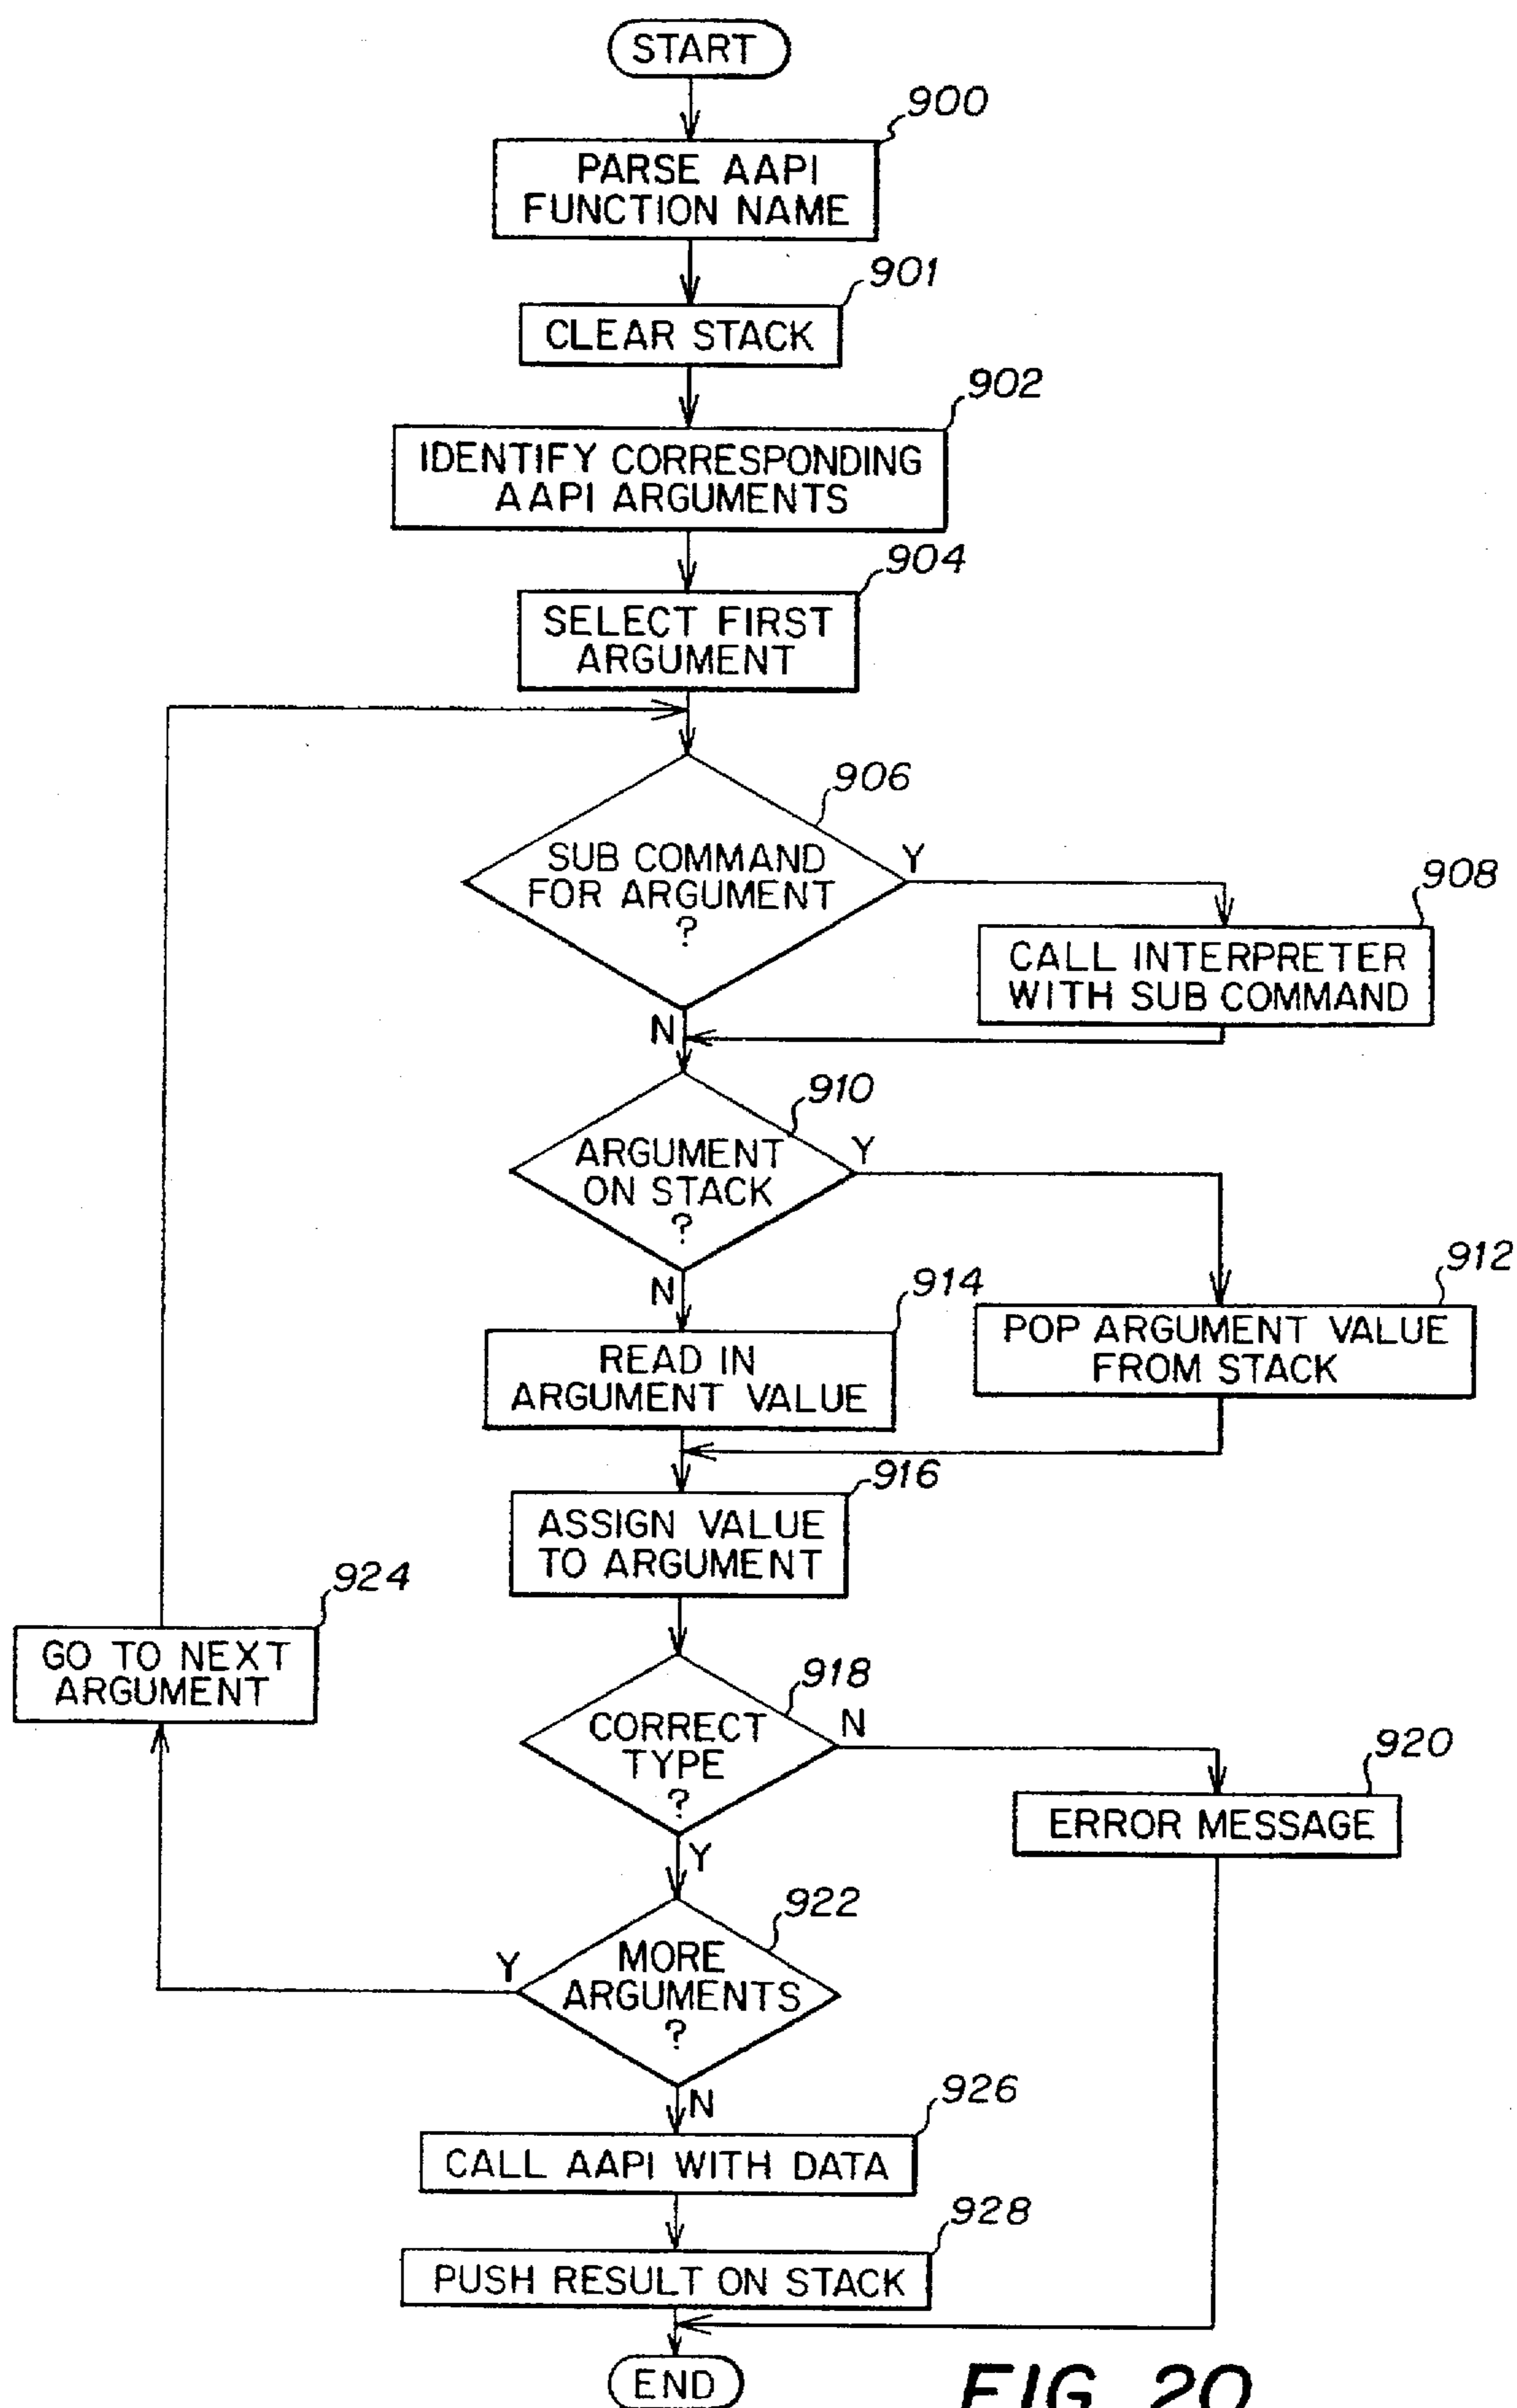 START
900
PARSE AAPI
FUNCTION NAME
901
CLEAR STACK
902
IDENTIFY CORRESPONDING
AAPI ARGUMENTS
904
SELECT FIRST
ARGUMENT
906
SUB COMMAND
FOR ARGUMENT
?
Y
908
CALL INTERPRETER
WITH SUB COMMAND
N
910
ARGUMENT
ON STACK
?
Y
912
POP ARGUMENT VALUE
FROM STACK
N
914
READ IN
ARGUMENT VALUE
916
ASSIGN VALUE
TO ARGUMENT
924
GO TO NEXT
ARGUMENT
918
CORRECT
TYPE
?
N
920
ERROR MESSAGE
Y
922
MORE
ARGUMENTS
?
Y
N
926
CALL AAPI WITH DATA
928
PUSH RESULT ON STACK
END
FIG. 20